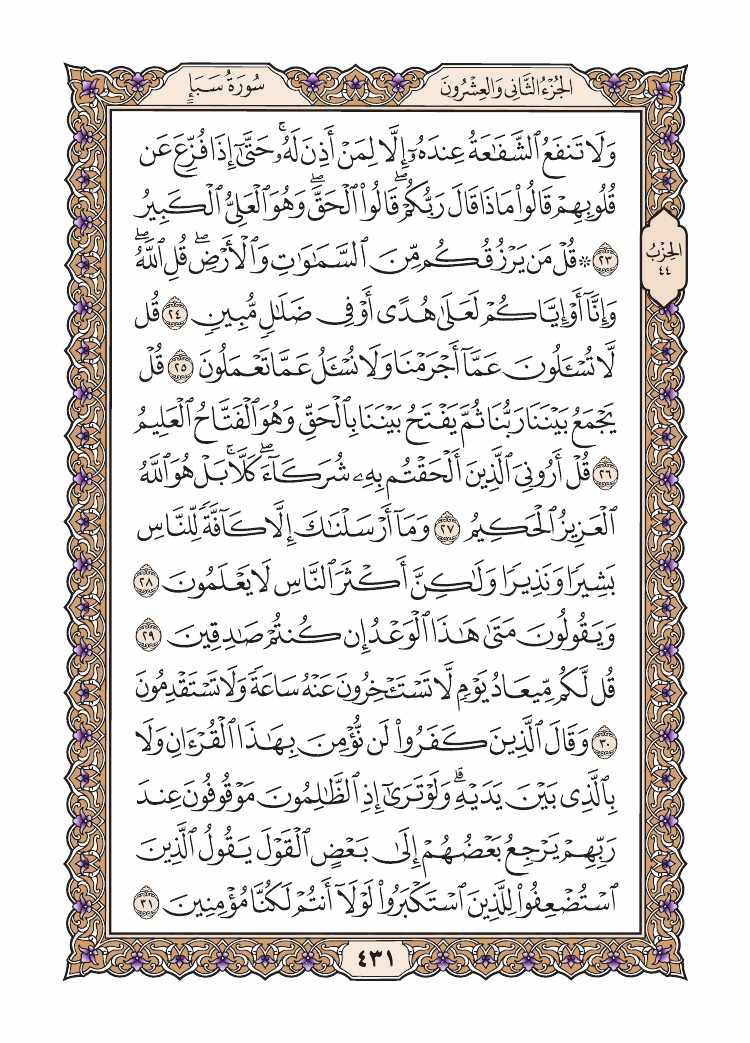 الجُزْءُ الثَّانِي وَالعِشْرُونَ
سُورَةُ سَبَإٍ
وَلَا تَنفَعُ ٱلشَّفَٰعَةُ عِندَهُۥٓ إِلَّا لِمَنْ أَذِنَ لَهُۥۚ حَتَّىٰٓ إِذَا فُزِّعَ عَن
قُلُوبِهِمْ قَالُوا۟ مَاذَا قَالَ رَبُّكُمْۖ قَالُوا۟ ٱلْحَقَّۖ وَهُوَ ٱلْعَلِىُّ ٱلْكَبِيرُ
٢٣ ۞ قُلْ مَن يَرْزُقُكُم مِّنَ ٱلسَّمَٰوَٰتِ وَٱلْأَرْضِۖ قُلِ ٱللَّهُۖ
وَإِنَّآ أَوْ إِيَّاكُمْ لَعَلَىٰ هُدًى أَوْ فِى ضَلَٰلٍ مُّبِينٍ ٢٤ قُل
لَّا تُسْـَٔلُونَ عَمَّآ أَجْرَمْنَا وَلَا نُسْـَٔلُ عَمَّا تَعْمَلُونَ ٢٥ قُلْ
يَجْمَعُ بَيْنَنَا رَبُّنَا ثُمَّ يَفْتَحُ بَيْنَنَا بِٱلْحَقِّ وَهُوَ ٱلْفَتَّاحُ ٱلْعَلِيمُ
٢٦ قُلْ أَرُونِىَ ٱلَّذِينَ أَلْحَقْتُم بِهِۦ شُرَكَآءَۖ كَلَّاۚ بَلْ هُوَ ٱللَّهُ
ٱلْعَزِيزُ ٱلْحَكِيمُ ٢٧ وَمَآ أَرْسَلْنَٰكَ إِلَّا كَآفَّةً لِّلنَّاسِ
بَشِيرًا وَنَذِيرًا وَلَٰكِنَّ أَكْثَرَ ٱلنَّاسِ لَا يَعْلَمُونَ ٢٨
وَيَقُولُونَ مَتَىٰ هَٰذَا ٱلْوَعْدُ إِن كُنتُمْ صَٰدِقِينَ ٢٩
قُل لَّكُم مِّيعَادُ يَوْمٍ لَّا تَسْتَـْٔخِرُونَ عَنْهُ سَاعَةً وَلَا تَسْتَقْدِمُونَ
٣٠ وَقَالَ ٱلَّذِينَ كَفَرُوا۟ لَن نُّؤْمِنَ بِهَٰذَا ٱلْقُرْءَانِ وَلَا
بِٱلَّذِى بَيْنَ يَدَيْهِۗ وَلَوْ تَرَىٰٓ إِذِ ٱلظَّٰلِمُونَ مَوْقُوفُونَ عِندَ
رَبِّهِمْ يَرْجِعُ بَعْضُهُمْ إِلَىٰ بَعْضٍ ٱلْقَوْلَ يَقُولُ ٱلَّذِينَ
ٱسْتُضْعِفُوا۟ لِلَّذِينَ ٱسْتَكْبَرُوا۟ لَوْلَآ أَنتُمْ لَكُنَّا مُؤْمِنِينَ ٣١
الحِزْبُ
٤٤
٤٣١